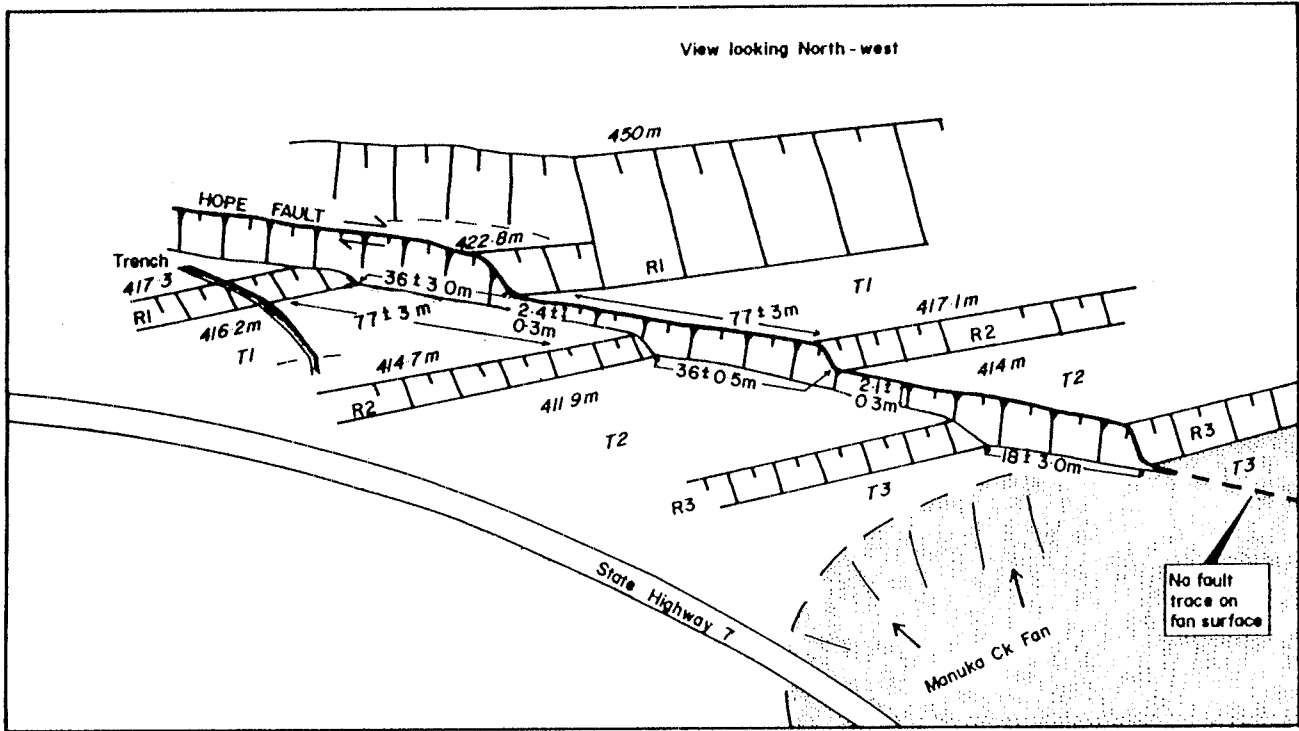 View looking North-west
450 m
HOPE FAULT
422·8m
Trench
417·3
R1
T1
36 ± 3·0m
77 ± 3m
417·1m
R1
416·2m
77 ± 3m
2·4 ±
0·3m
R2
T1
414·7m
36 ± 0·5m
414m
T2
2·1 ±
0·3m
R2
411·9m
R3
T2
18 ± 3·0m
T3
T3
R3
State Highway 7
No fault
trace on
fan surface
Manuka Ck Fan